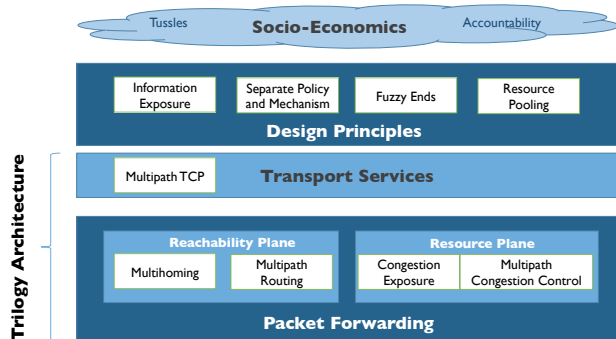 Tussles
Socio-Economics
Accountability
Information
Exposure
Separate Policy
and Mechanism
Fuzzy Ends
Resource
Pooling
Design Principles
Trilogy Architecture
Multipath TCP
Transport Services
Reachability Plane
Multihoming
Multipath
Routing
Resource Plane
Congestion
Exposure
Multipath
Congestion Control
Packet Forwarding